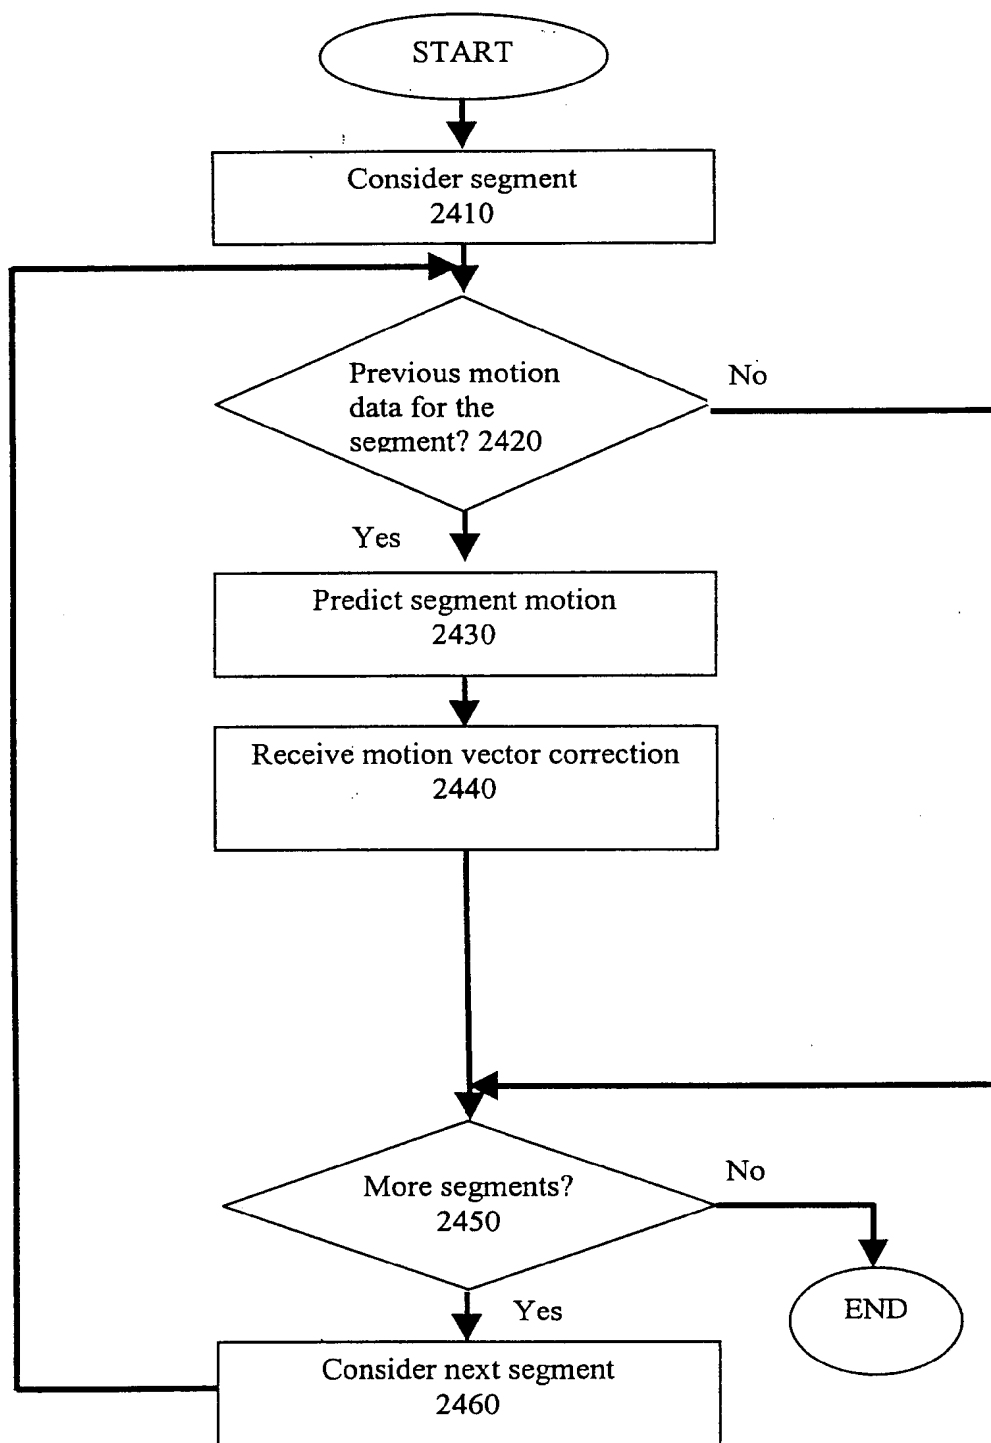 START
Consider segment
2410
Previous motion
data for the
segment? 2420
No
Yes
Predict segment motion
2430
Receive motion vector correction
2440
More segments?
2450
No
Yes
END
Consider next segment
2460